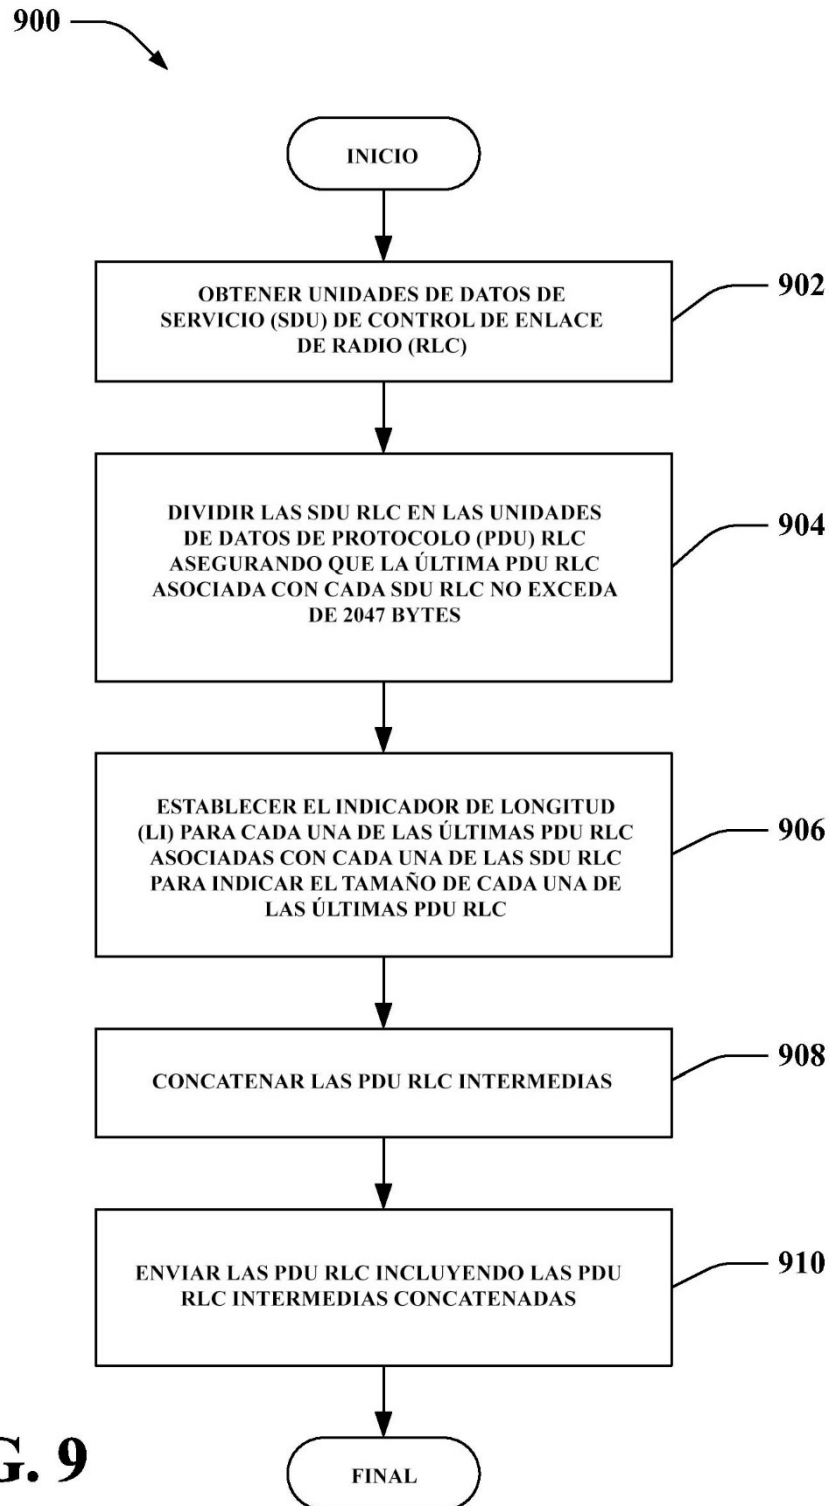 900
INICIO
OBTENER UNIDADES DE DATOS DE
SERVICIO (SDU) DE CONTROL DE ENLACE
DE RADIO (RLC)
902
DIVIDIR LAS SDU RLC EN LAS UNIDADES
DE DATOS DE PROTOCOLO (PDU) RLC
ASEGURANDO QUE LA ÚLTIMA PDU RLC
ASOCIADA CON CADA SDU RLC NO EXCEDA
DE 2047 BYTES
904
ESTABLECER EL INDICADOR DE LONGITUD
(LI) PARA CADA UNA DE LAS ÚLTIMAS PDU RLC
ASOCIADAS CON CADA UNA DE LAS SDU RLC
PARA INDICAR EL TAMAÑO DE CADA UNA DE
LAS ÚLTIMAS PDU RLC
906
CONCATENAR LAS PDU RLC INTERMEDIAS
908
ENVIAR LAS PDU RLC INCLUYENDO LAS PDU
RLC INTERMEDIAS CONCATENADAS
910
G. 9
FINAL